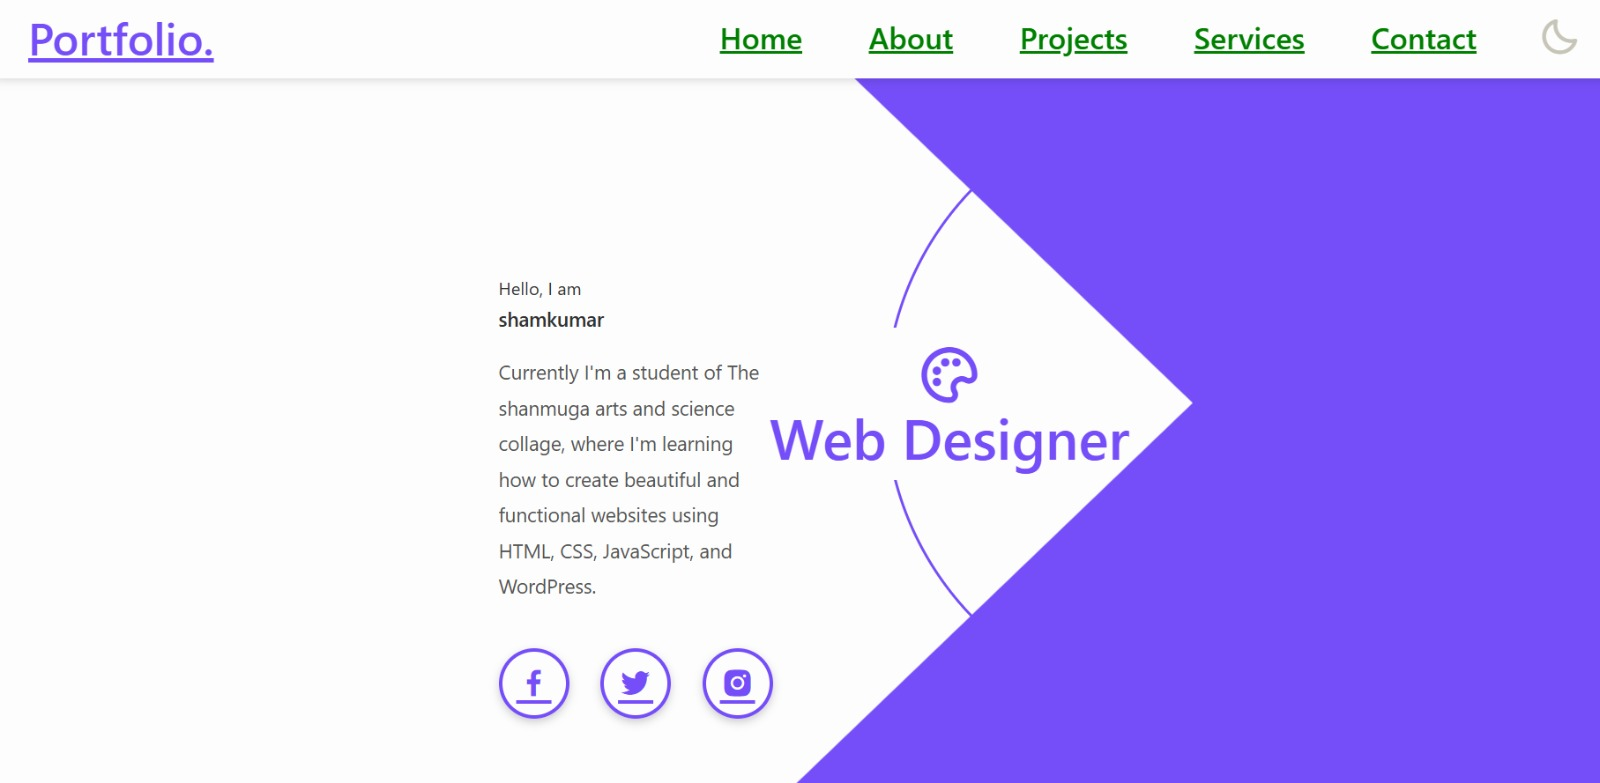 Portfolio.
Home About Projects Services Contact
Hello, I am
shamkumar
Currently I'm a student of The
shanmuga arts and science
collage, where I'm learning
how to create beautiful and
functional websites using
HTML, CSS, JavaScript, and
WordPress.
Web Designer